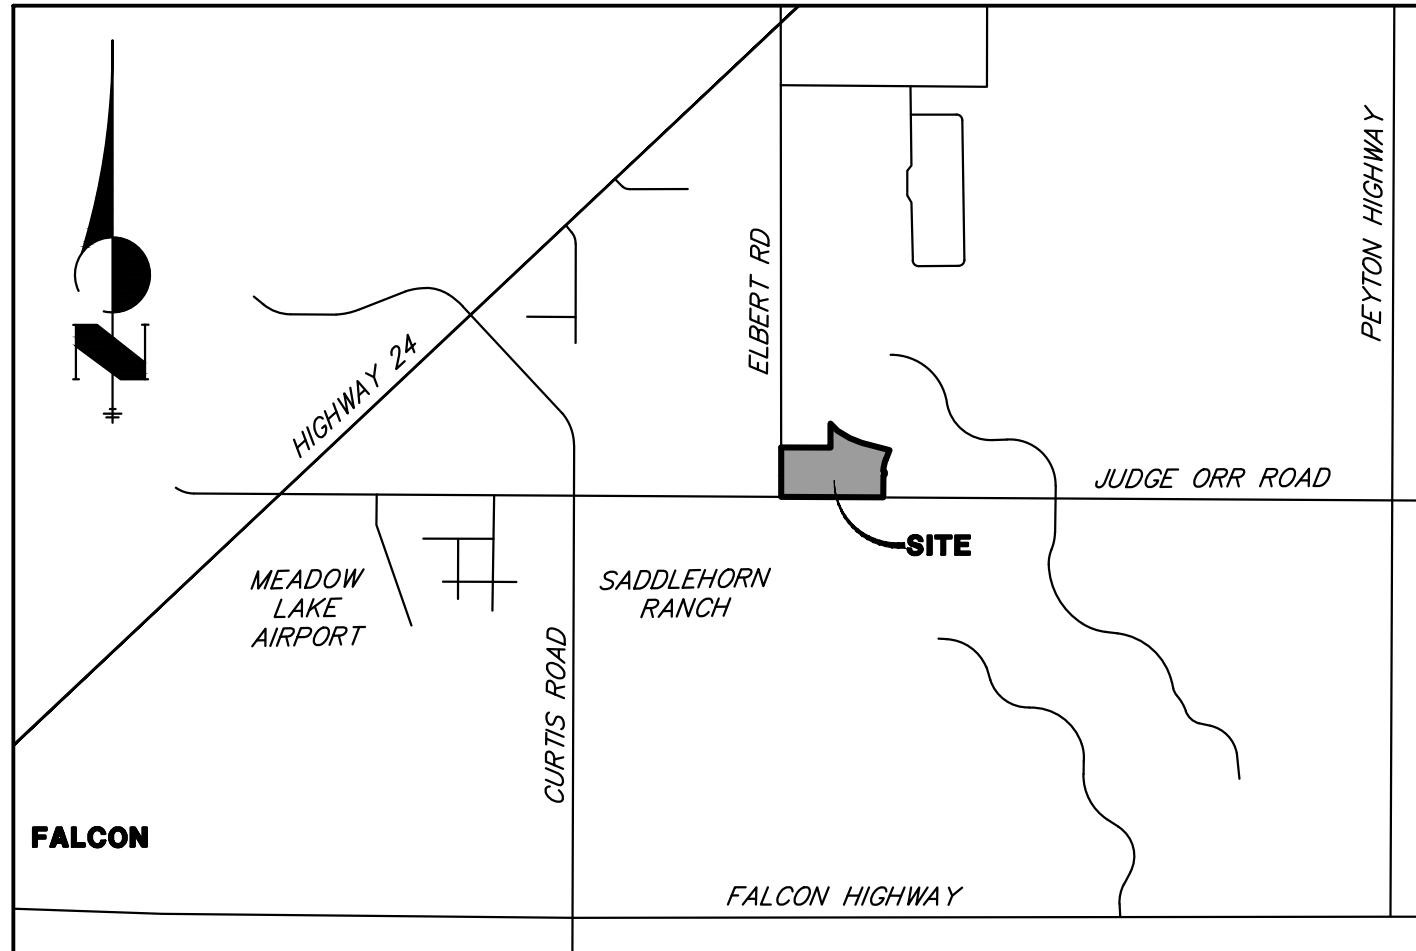 PEYTON HIGHWAY
ELBERT RD
HIGHWAY 24
N
JUDGE ORR ROAD
SITE
MEADOW
LAKE
AIRPORT
SADDLEHORN
RANCH
CURTIS ROAD
FALCON
FALCON HIGHWAY